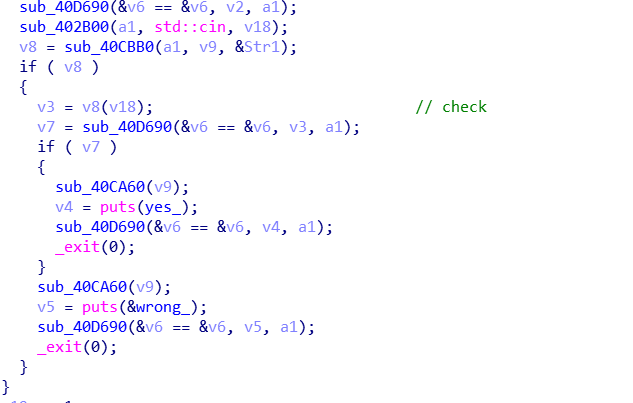 sub_40D690(&v6 == &v6, v2, a1);
sub_402B00(a1, std::cin, v18);
v8 = sub_40CBB0(a1, v9, &Str1);
if ( v8 )
{
v3 = v8(v18); // check
v7 = sub_40D690(&v6 == &v6, v3, a1);
if ( v7 )
{
sub_40CA60(v9);
v4 = puts(yes_);
sub_40D690(&v6 == &v6, v4, a1);
_exit(0);
}
sub_40CA60(v9);
v5 = puts(&wrong_);
sub_40D690(&v6 == &v6, v5, a1);
_exit(0);
}
}